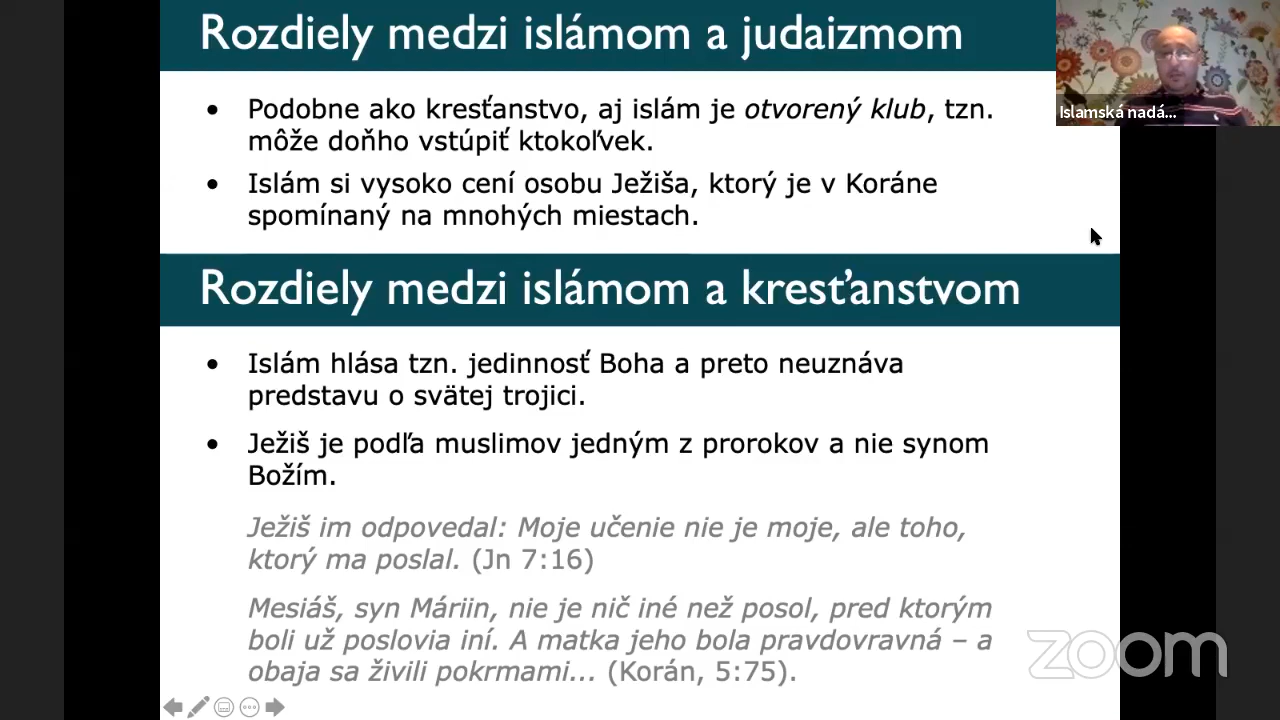 Rozdiely medzi islámom a judaizmom
Podobne ako kresťanstvo, aj islám je otvorený klub, tzn.
môže doňho vstúpiť ktokoľvek.
Islám si vysoko cení osobu Ježiša, ktorý je v Koráne
spomínaný na mnohých miestach.
Islamská nadá...
Rozdiely medzi islámom a kresťanstvom
Islám hlása tzn. jedinnosť Boha a preto neuznáva
predstavu o svätej trojici.
Ježiš je podľa muslimov jedným z prorokov a nie synom
Božím.
Ježiš im odpovedal: Moje učenie nie je moje, ale toho,
ktorý ma poslal. (Jn 7:16)
Mesiáš, syn Máriin, nie je nič iné než posol, pred ktorým
boli už poslovia iní. A matka jeho bola pravdovravná – a
obaja sa živili pokrmami... (Korán, 5:75).
zoom